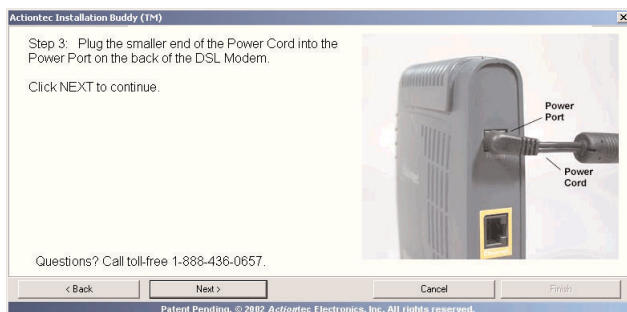 Actiontec Installation Buddy (TM)
Step 3: Plug the smaller end of the Power Cord into the
Power Port on the back of the DSL Modem.
Click NEXT to continue.
Power
Port
Power
Cord
Questions? Call toll-free 1-888-436-0657.
< Back
Next >
Cancel
Finish
Patent Pending. © 2002 Actiontec Electronics, Inc. All rights reserved.